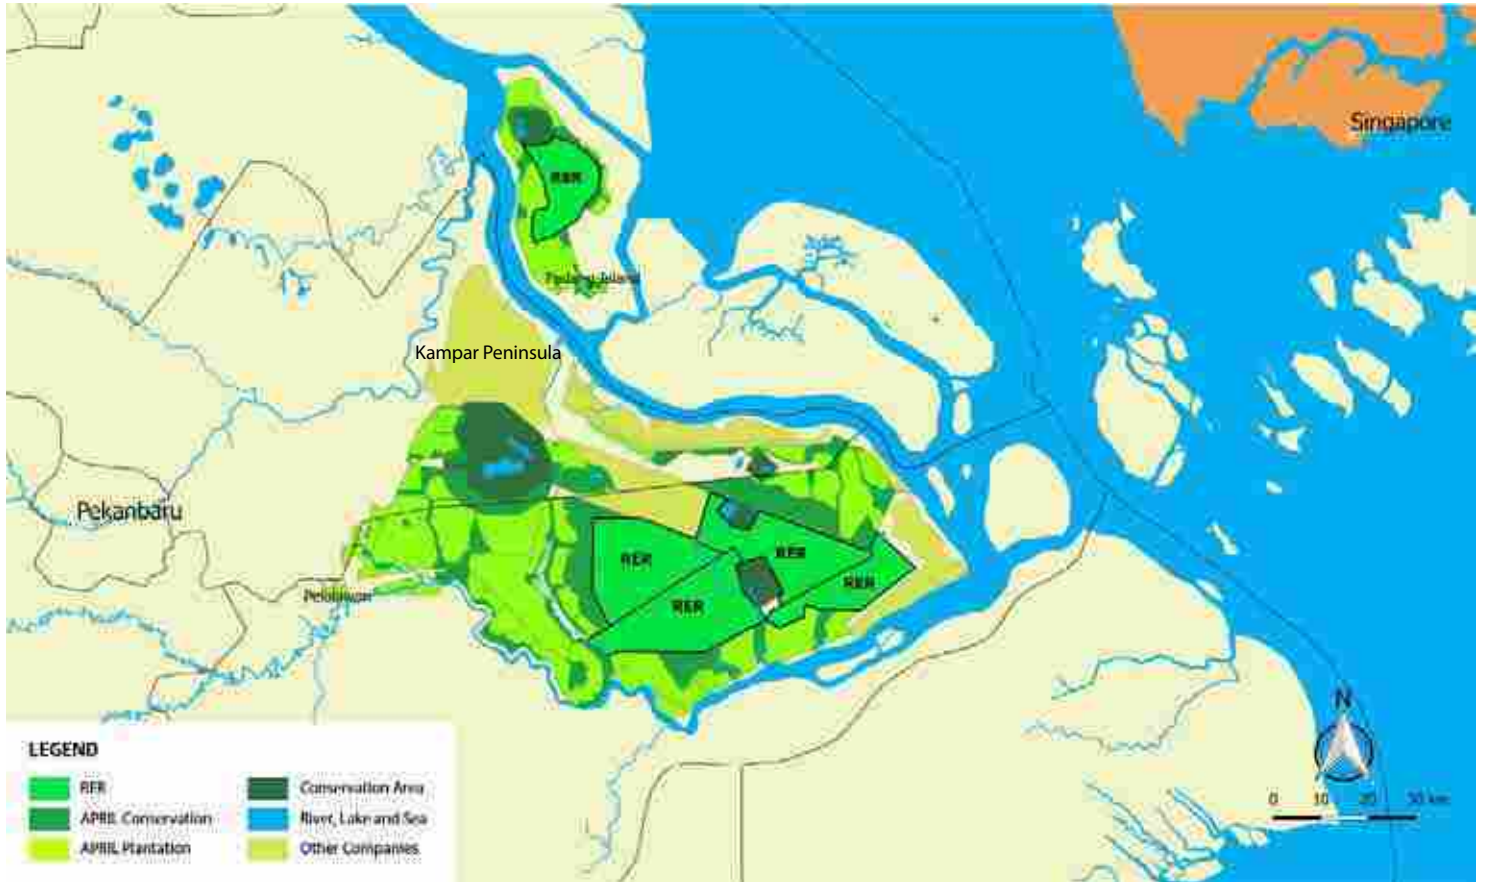 Singapore
RER
Kampar Peninsula
Pekanbaru
RER
RER
RER
RER
Pelalawan
N
0 10 20 30 km
LEGEND
RER
APRIL Conservation
APRIL Plantation
Conservation Area
River, Lake and Sea
Other Companies